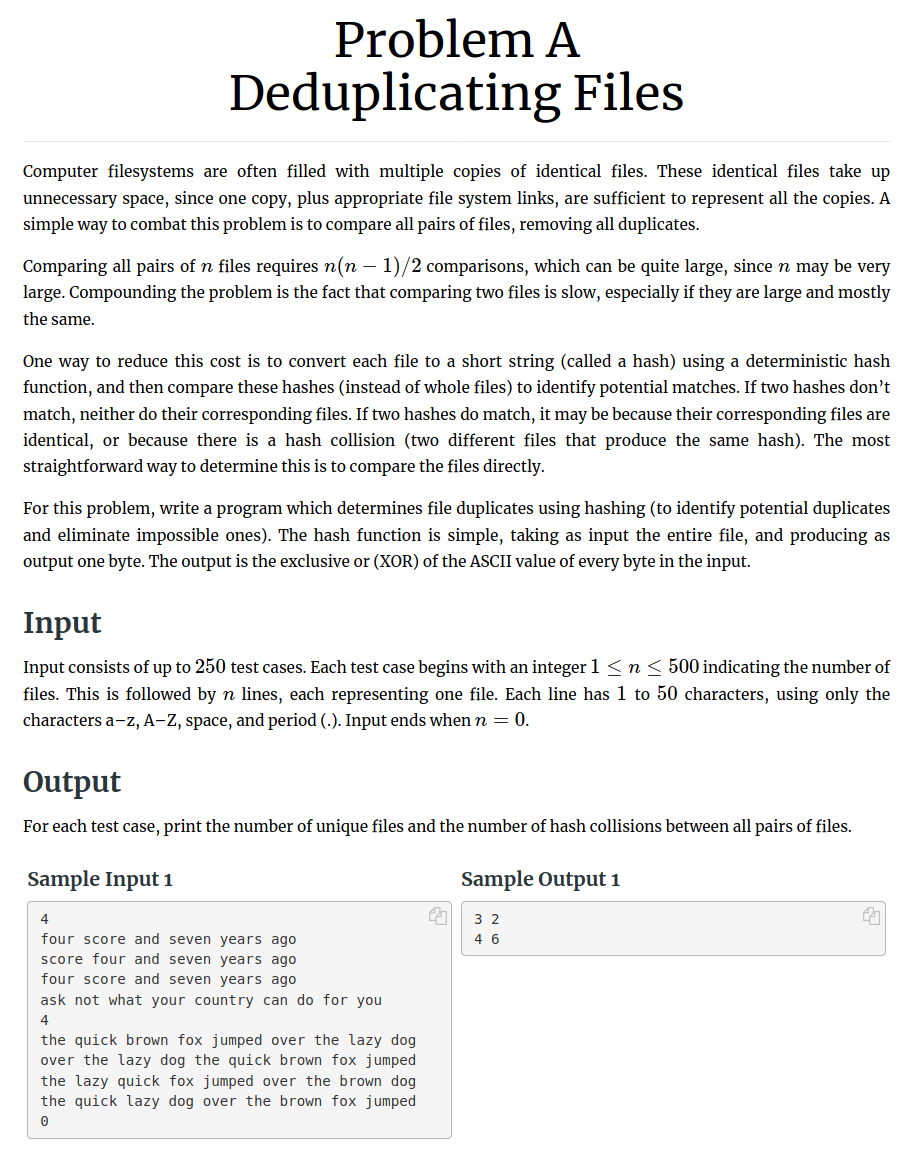 Problem A
Deduplicating Files
Computer filesystems are often filled with multiple copies of identical files. These identical files take up
unnecessary space, since one copy, plus appropriate file system links, are sufficient to represent all the copies. A
simple way to combat this problem is to compare all pairs of files, removing all duplicates.
Comparing all pairs of n files requires n(n − 1)/2 comparisons, which can be quite large, since n may be very
large. Compounding the problem is the fact that comparing two files is slow, especially if they are large and mostly
the same.
One way to reduce this cost is to convert each file to a short string (called a hash) using a deterministic hash
function, and then compare these hashes (instead of whole files) to identify potential matches. If two hashes don’t
match, neither do their corresponding files. If two hashes do match, it may be because their corresponding files are
identical, or because there is a hash collision (two different files that produce the same hash). The most
straightforward way to determine this is to compare the files directly.
For this problem, write a program which determines file duplicates using hashing (to identify potential duplicates
and eliminate impossible ones). The hash function is simple, taking as input the entire file, and producing as
output one byte. The output is the exclusive or (XOR) of the ASCII value of every byte in the input.
Input
Input consists of up to 250 test cases. Each test case begins with an integer 1 ≤ n ≤ 500 indicating the number of
files. This is followed by n lines, each representing one file. Each line has 1 to 50 characters, using only the
characters a–z, A–Z, space, and period (.). Input ends when n = 0.
Output
For each test case, print the number of unique files and the number of hash collisions between all pairs of files.
Sample Input 1
4
four score and seven years ago
score four and seven years ago
four score and seven years ago
ask not what your country can do for you
4
the quick brown fox jumped over the lazy dog
over the lazy dog the quick brown fox jumped
the lazy quick fox jumped over the brown dog
the quick lazy dog over the brown fox jumped
0
Sample Output 1
3 2
4 6